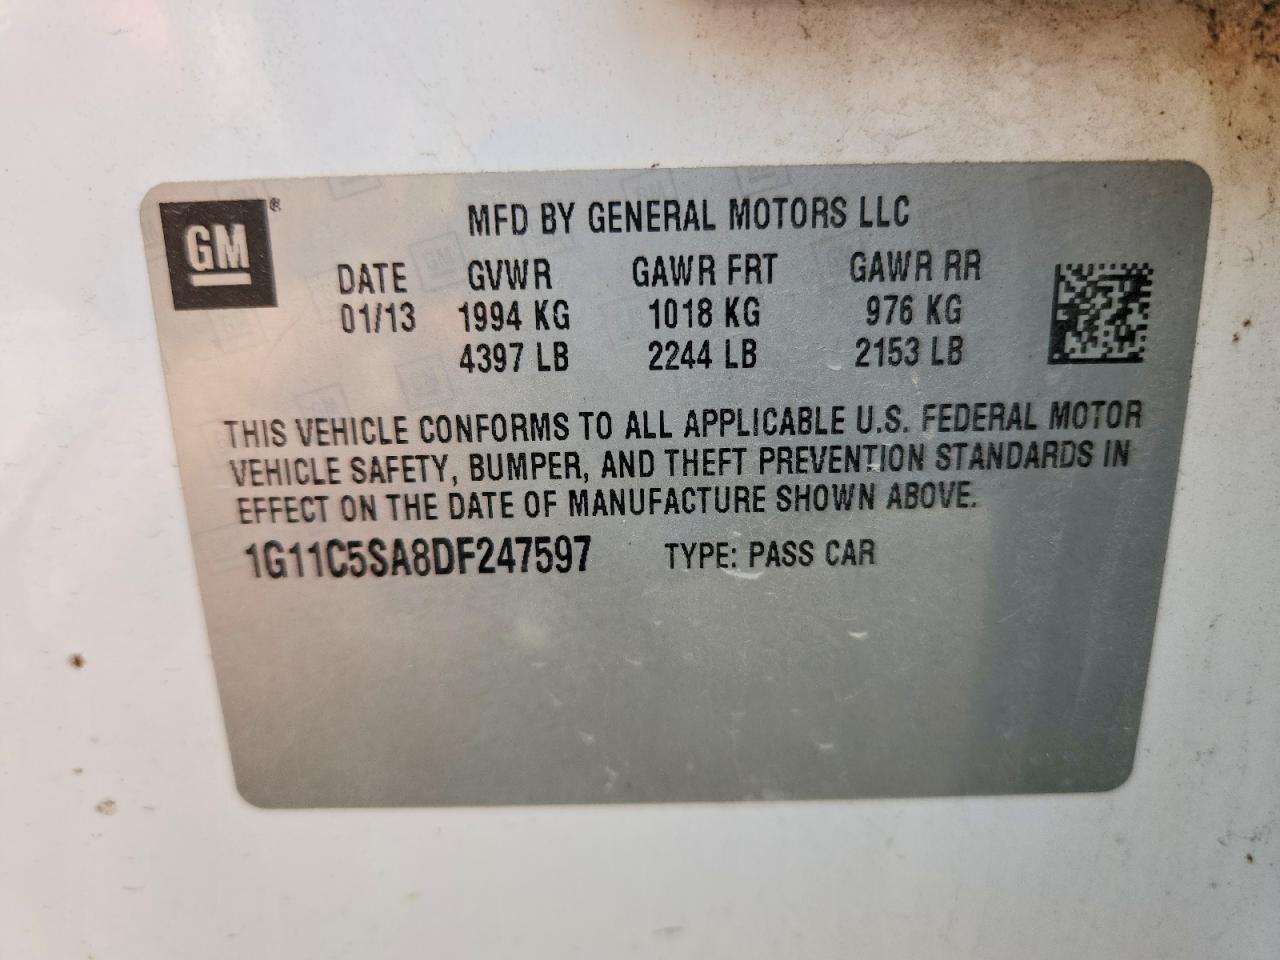 GM®
MFD BY GENERAL MOTORS LLC
DATE GVWR GAWR FRT GAWR RR
01/13 1994 KG 1018 KG 976 KG
4397 LB 2244 LB 2153 LB
THIS VEHICLE CONFORMS TO ALL APPLICABLE U.S. FEDERAL MOTOR
VEHICLE SAFETY, BUMPER, AND THEFT PREVENTION STANDARDS IN
EFFECT ON THE DATE OF MANUFACTURE SHOWN ABOVE.
1G11C5SA8DF247597 TYPE: PASS CAR